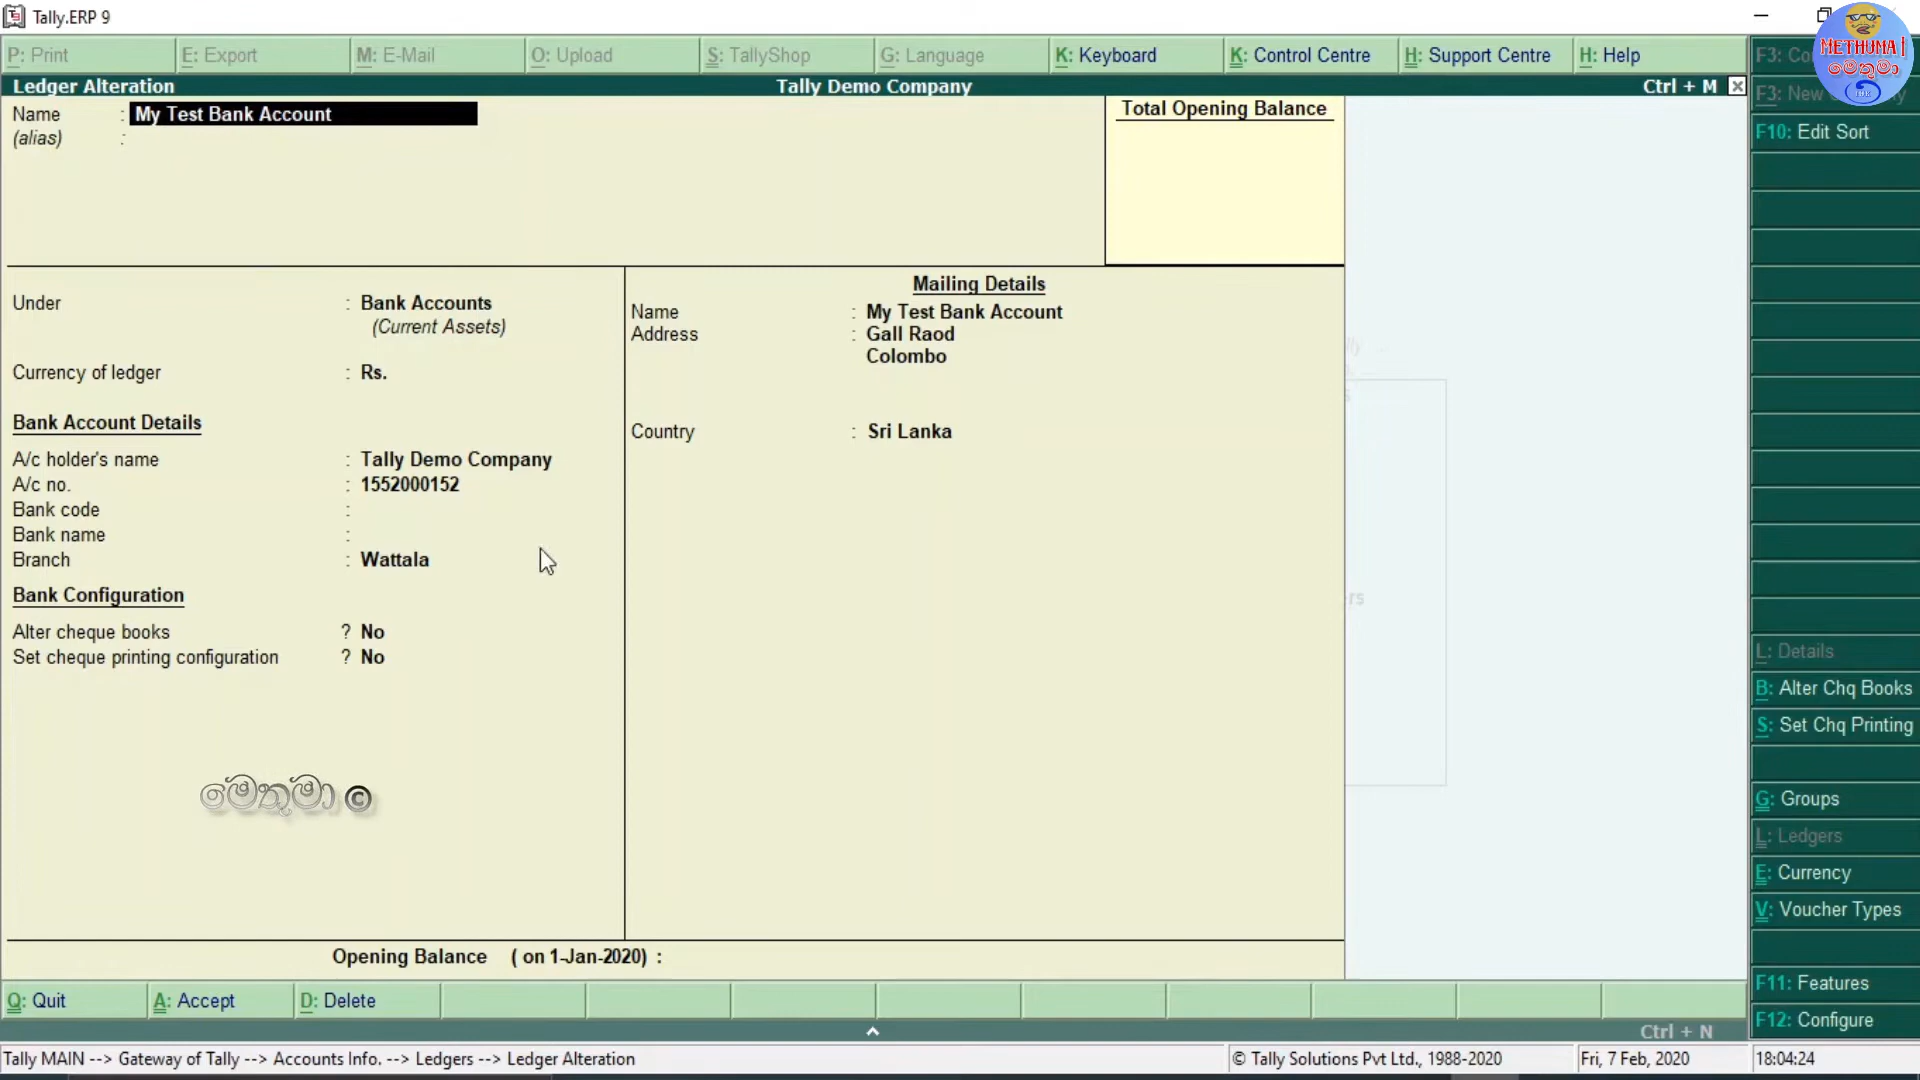 Tally.ERP 9
P: Print E: Export M: E-Mail O: Upload S: TallyShop G: Language K: Keyboard K: Control Centre H: Support Centre H: Help
METHUMA
මෙතුමා
Ledger Alteration Tally Demo Company Ctrl + M
F3: New
F10: Edit Sort
Name : My Test Bank Account
(alias) :
Total Opening Balance
Under : Bank Accounts
(Current Assets)
Currency of ledger : Rs.
Bank Account Details
A/c holder's name : Tally Demo Company
A/c no. : 1552000152
Bank code :
Bank name :
Branch : Wattala
Bank Configuration
Alter cheque books ? No
Set cheque printing configuration ? No
Mailing Details
Name : My Test Bank Account
Address : Gall Raod
Colombo
Country : Sri Lanka
මෙතුමා ©
Opening Balance ( on 1-Jan-2020) :
L: Details
B: Alter Chq Books
S: Set Chq Printing
G: Groups
L: Ledgers
E: Currency
V: Voucher Types
F11: Features
F12: Configure
Q: Quit A: Accept D: Delete
Ctrl + N
Tally MAIN --> Gateway of Tally --> Accounts Info. --> Ledgers --> Ledger Alteration © Tally Solutions Pvt Ltd., 1988-2020 Fri, 7 Feb, 2020 18:04:24